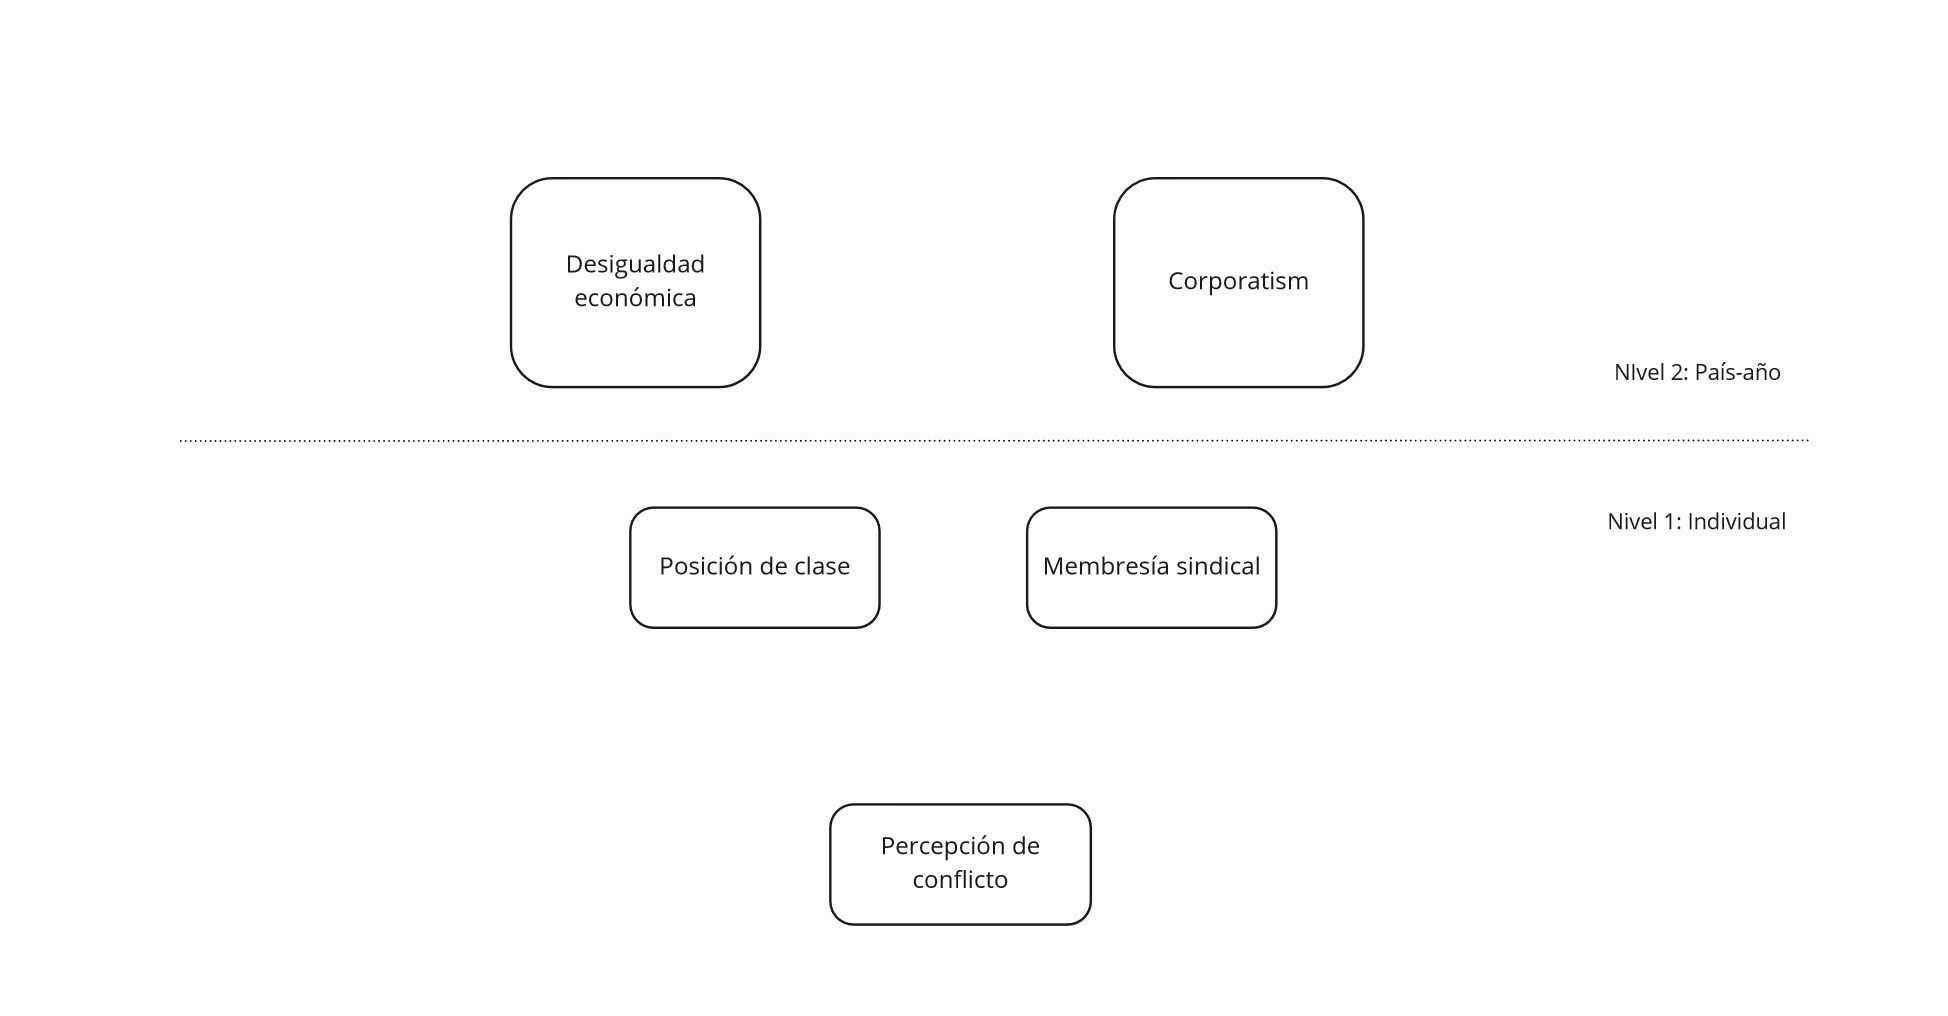 Desigualdad
económica
Corporatism
NIvel 2: País-año
Nivel 1: Individual
Posición de clase
Membresía sindical
Percepción de
conflicto